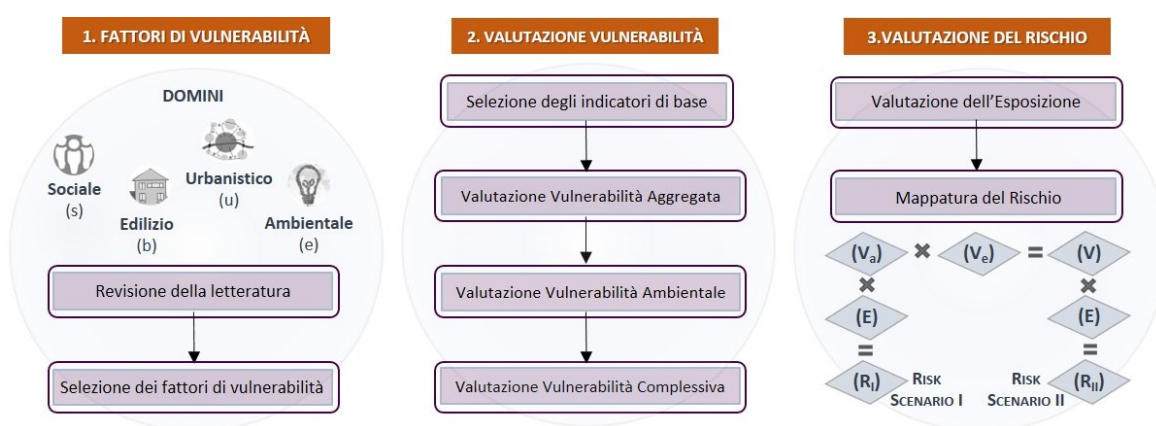 1. FATTORI DI VULNERABILITÀ
DOMINI
Sociale
(s)
Edilizio
(b)
Urbanistico
(u)
Ambientale
(e)
Revisione della letteratura
Selezione dei fattori di vulnerabilità
2. VALUTAZIONE VULNERABILITÀ
Selezione degli indicatori di base
Valutazione Vulnerabilità Aggregata
Valutazione Vulnerabilità Ambientale
Valutazione Vulnerabilità Complessiva
3.VALUTAZIONE DEL RISCHIO
Valutazione dell’Esposizione
Mappatura del Rischio
(Va) × (Ve) = (V)
× ×
(E) (E)
= =
(RI) RISK SCENARIO I
RISK SCENARIO II (RII)